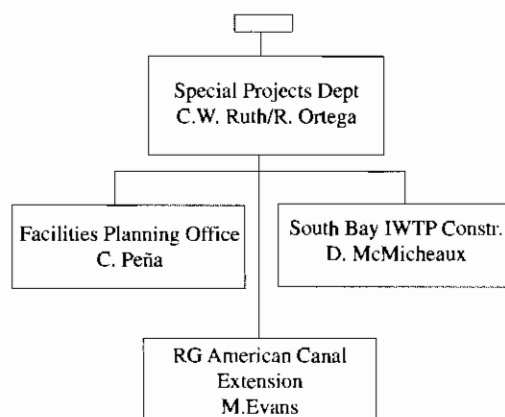 Special Projects Dept
C.W. Ruth/R. Ortega
Facilities Planning Office
C. Peña
South Bay IWTP Constr.
D. McMicheaux
RG American Canal
Extension
M.Evans